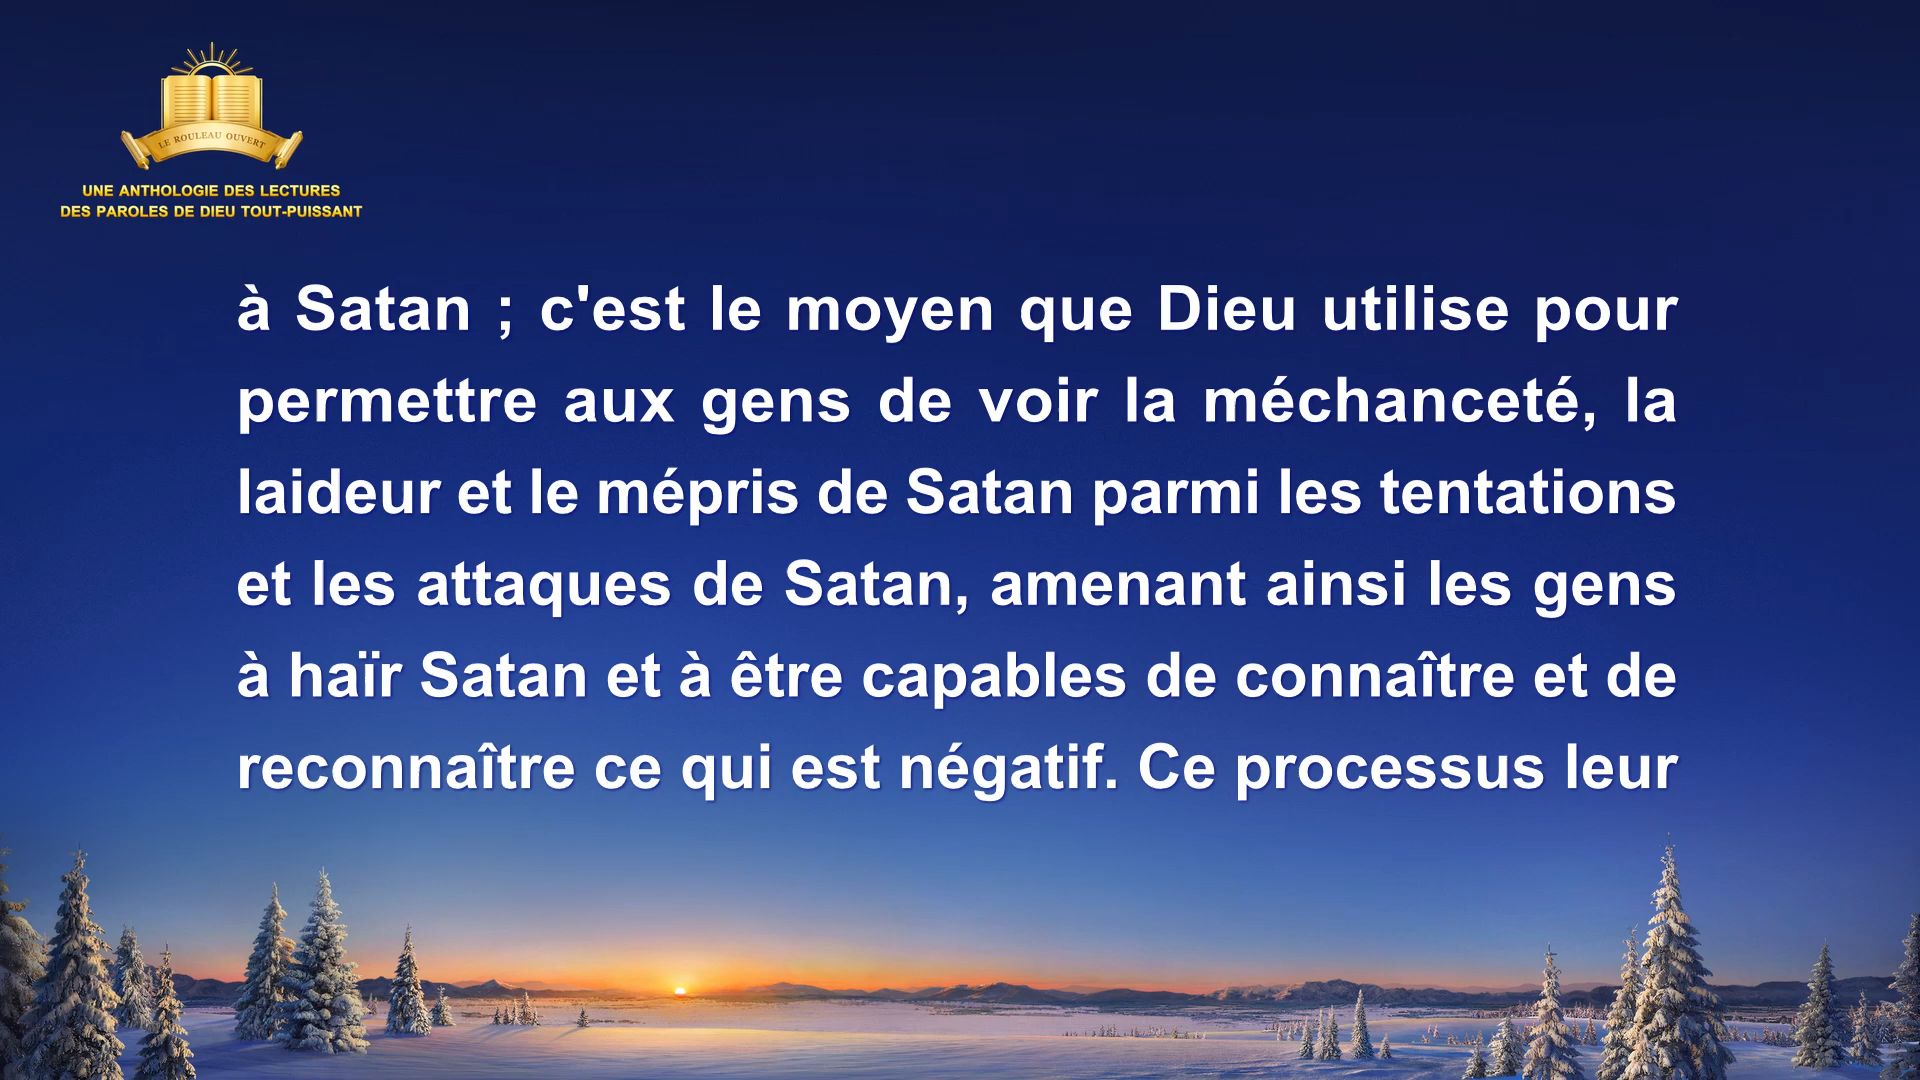 LE ROULEAU OUVERT
UNE ANTHOLOGIE DES LECTURES
DES PAROLES DE DIEU TOUT-PUISSANT
à Satan ; c'est le moyen que Dieu utilise pour
permettre aux gens de voir la méchanceté, la
laideur et le mépris de Satan parmi les tentations
et les attaques de Satan, amenant ainsi les gens
à haïr Satan et à être capables de connaître et de
reconnaître ce qui est négatif. Ce processus leur